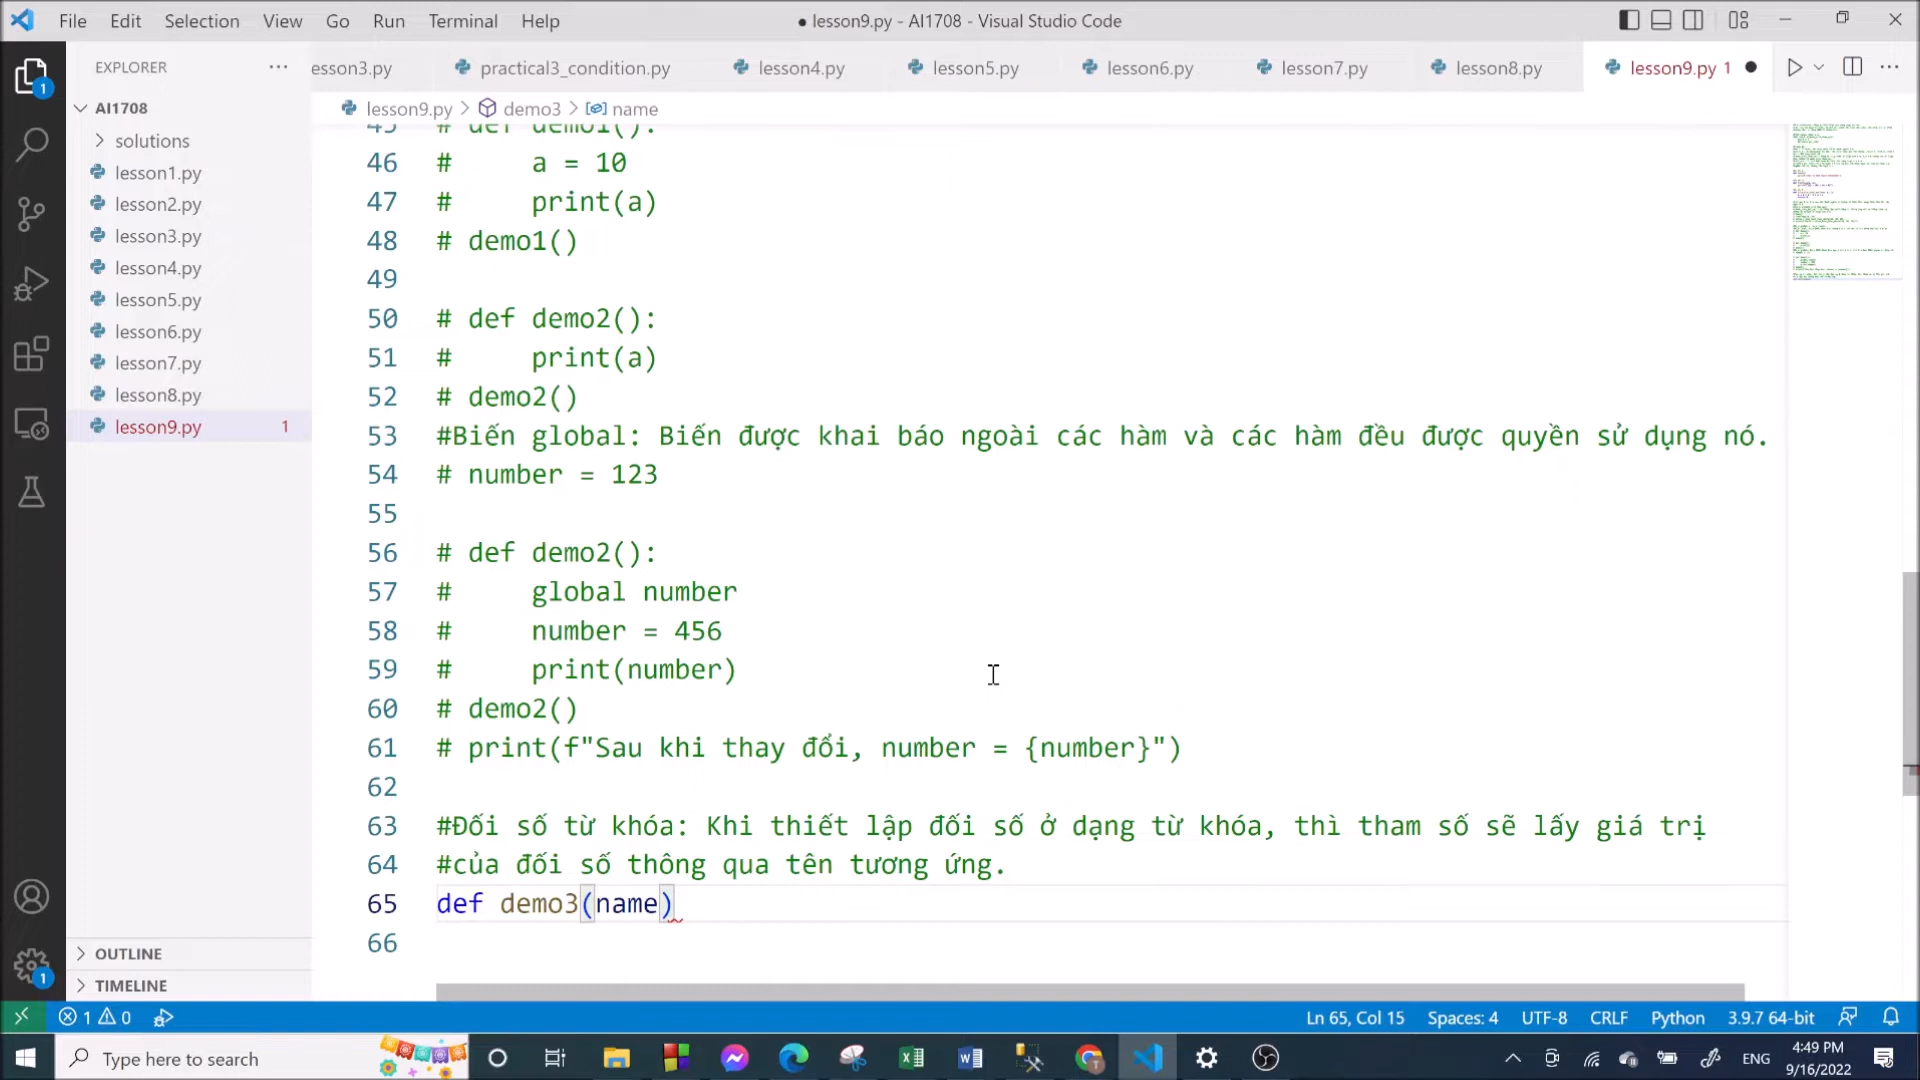 File Edit Selection View Go Run Terminal Help
● lesson9.py - AI1708 - Visual Studio Code
EXPLORER
esson3.py practical3_condition.py lesson4.py lesson5.py lesson6.py lesson7.py lesson8.py lesson9.py 1
AI1708
lesson9.py > demo3 > name
solutions
lesson1.py
lesson2.py
lesson3.py
lesson4.py
lesson5.py
lesson6.py
lesson7.py
lesson8.py
lesson9.py 1
OUTLINE
TIMELINE
45 # def demo1():
46 #     a = 10
47 #     print(a)
48 # demo1()
49
50 # def demo2():
51 #     print(a)
52 # demo2()
53 #Biến global: Biến được khai báo ngoài các hàm và các hàm đều được quyền sử dụng nó.
54 # number = 123
55
56 # def demo2():
57 #     global number
58 #     number = 456
59 #     print(number)
60 # demo2()
61 # print(f"Sau khi thay đổi, number = {number}")
62
63 #Đối số từ khóa: Khi thiết lập đối số ở dạng từ khóa, thì tham số sẽ lấy giá trị
64 #của đối số thông qua tên tương ứng.
65 def demo3(name)
66
1 0
Ln 65, Col 15 Spaces: 4 UTF-8 CRLF Python 3.9.7 64-bit
Type here to search
ENG
4:49 PM
9/16/2022